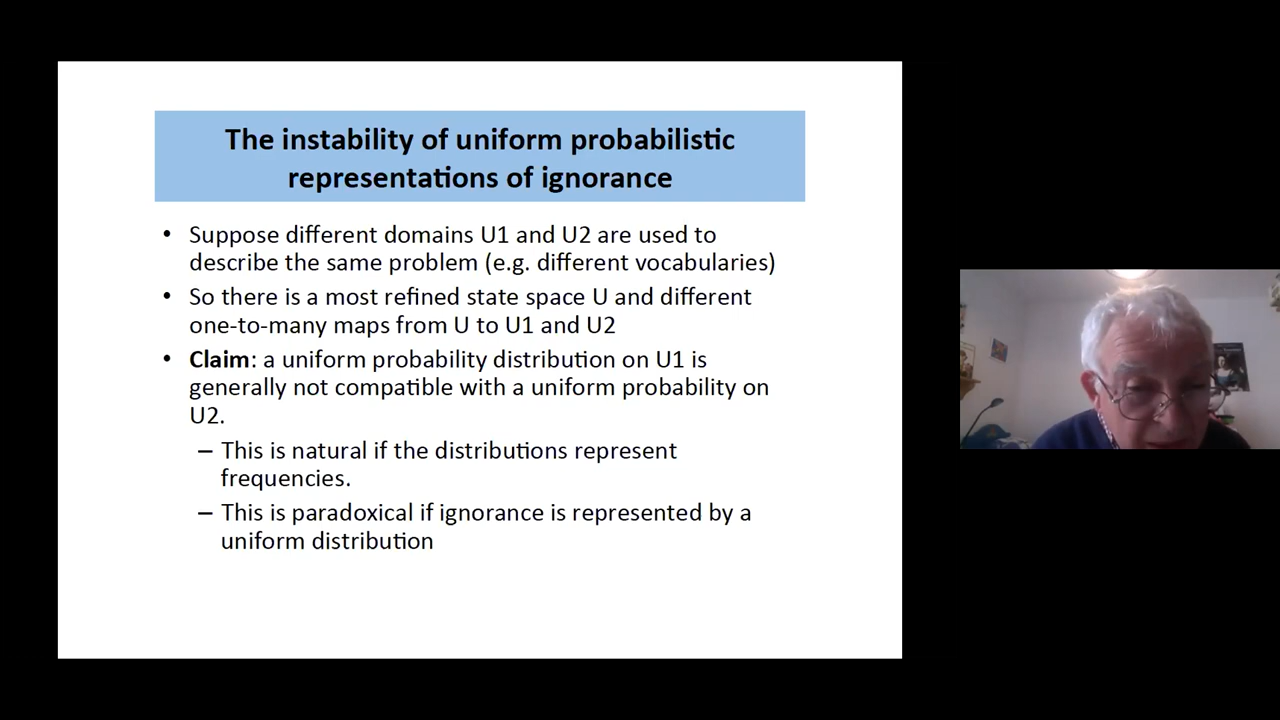 The instability of uniform probabilistic
representations of ignorance
• Suppose different domains U1 and U2 are used to
describe the same problem (e.g. different vocabularies)
• So there is a most refined state space U and different
one-to-many maps from U to U1 and U2
• Claim: a uniform probability distribution on U1 is
generally not compatible with a uniform probability on
U2.
– This is natural if the distributions represent
frequencies.
– This is paradoxical if ignorance is represented by a
uniform distribution